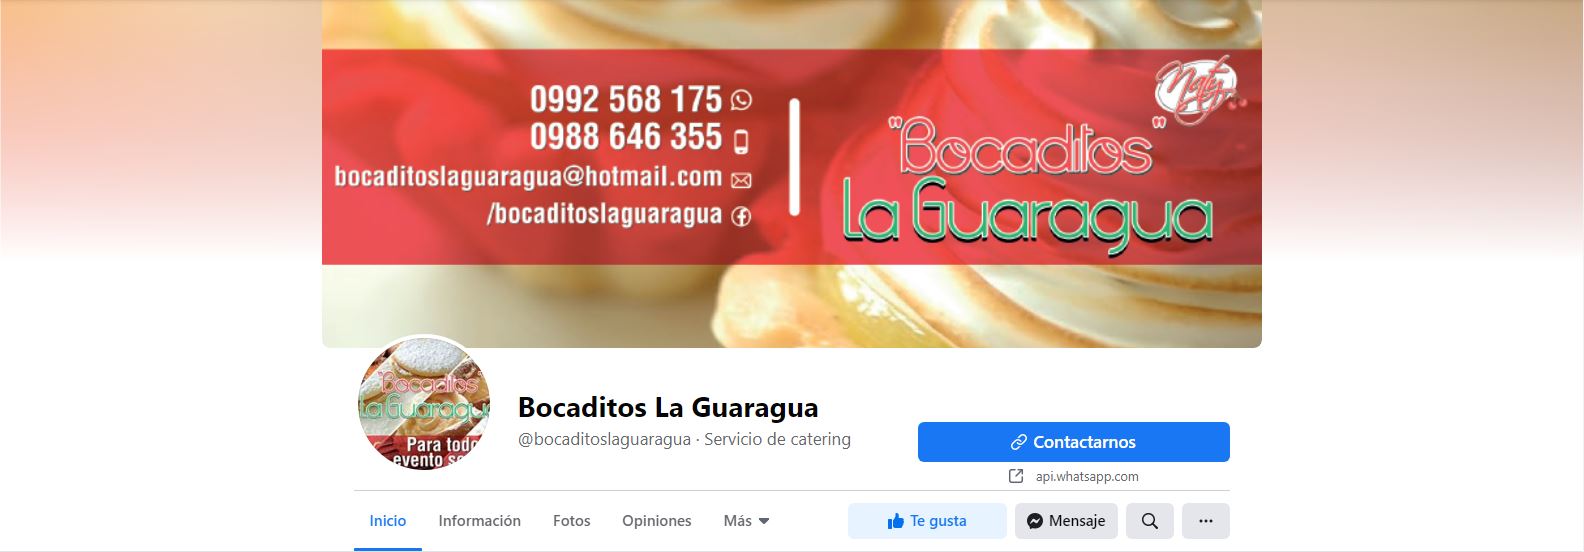 0992 568 175
0988 646 355
bocaditoslaguaragua@hotmail.com
/bocaditoslaguaragua
Naty
"Bocaditos"
La Guaragua
"Bocaditos"
La Guaragua
Para todo
evento
Bocaditos La Guaragua
@bocaditoslaguaragua · Servicio de catering
Contactarnos
api.whatsapp.com
Inicio Información Fotos Opiniones Más Te gusta Mensaje ...